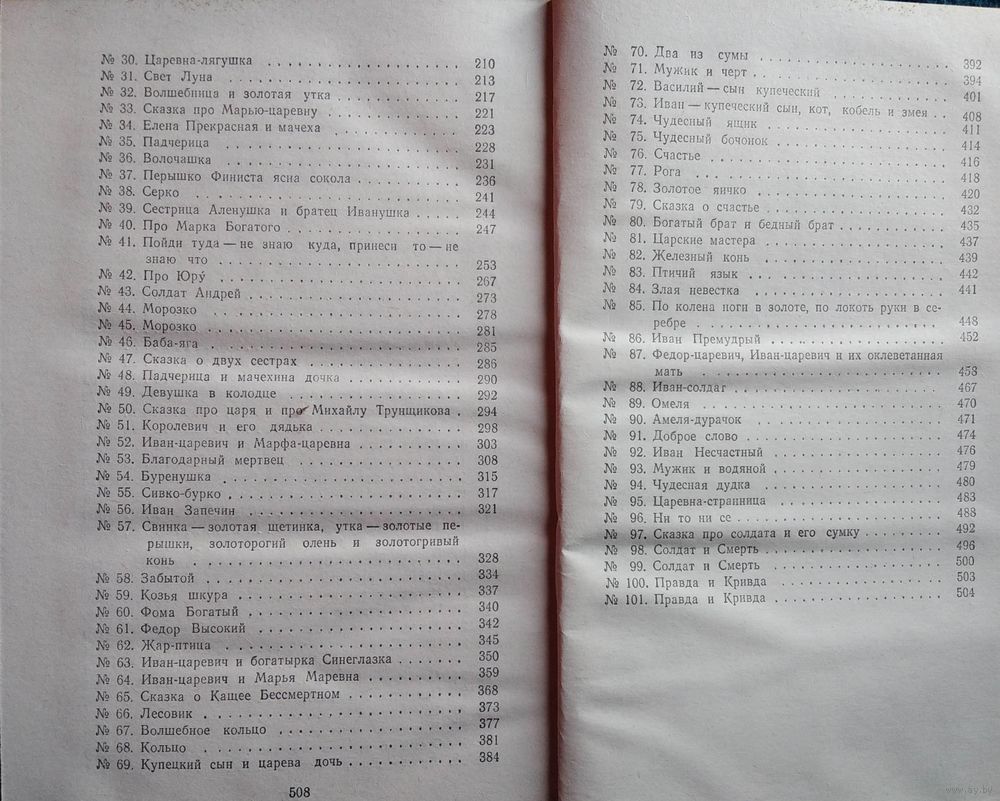 № 30. Царевна-лягушка . . . . . . . . . . . . . . . . . . . . 210
№ 31. Свет Луна . . . . . . . . . . . . . . . . . . . . 213
№ 32. Волшебница и золотая утка . . . . . . . . . . . . 217
№ 33. Сказка про Марью-царевну . . . . . . . . . . . . 221
№ 34. Елена Прекрасная и мачеха . . . . . . . . . . . . 223
№ 35. Падчерица . . . . . . . . . . . . . . . . . . . . 228
№ 36. Волочашка . . . . . . . . . . . . . . . . . . . . 231
№ 37. Перышко Финиста ясна сокола . . . . . . . . . . . 236
№ 38. Серко . . . . . . . . . . . . . . . . . . . . 241
№ 39. Сестрица Аленушка и братец Иванушка . . . . . 244
№ 40. Про Марка Богатого . . . . . . . . . . . . . . . 247
№ 41. Пойди туда — не знаю куда, принеси то — не
знаю что . . . . . . . . . . . . . . . . . . . . 253
№ 42. Про Юру́ . . . . . . . . . . . . . . . . . . . . 267
№ 43. Солдат Андрей . . . . . . . . . . . . . . . . . . 273
№ 44. Морозко . . . . . . . . . . . . . . . . . . . . 278
№ 45. Морозко . . . . . . . . . . . . . . . . . . . . 281
№ 46. Баба-яга . . . . . . . . . . . . . . . . . . . . 285
№ 47. Сказка о двух сестрах . . . . . . . . . . . . . . 286
№ 48. Падчерица и мачехина дочка . . . . . . . . . . . 290
№ 49. Девушка в колодце . . . . . . . . . . . . . . . 292
№ 50. Сказка про царя и про Михайлу Трунщикова . 294
№ 51. Королевич и его дядька . . . . . . . . . . . . . 298
№ 52. Иван-царевич и Марфа-царевна . . . . . . . . . . 303
№ 53. Благодарный мертвец . . . . . . . . . . . . . . 308
№ 54. Буренушка . . . . . . . . . . . . . . . . . . . . 315
№ 55. Сивко-бурко . . . . . . . . . . . . . . . . . . . 317
№ 56. Иван Запечин . . . . . . . . . . . . . . . . . . 321
№ 57. Свинка — золотая щетинка, утка — золотые пе-
рышки, золоторогий олень и золотогривый
конь . . . . . . . . . . . . . . . . . . . . 328
№ 58. Забытой . . . . . . . . . . . . . . . . . . . . 334
№ 59. Козья шкура . . . . . . . . . . . . . . . . . . 337
№ 60. Фома Богатый . . . . . . . . . . . . . . . . . . 340
№ 61. Федор Высокий . . . . . . . . . . . . . . . . . 342
№ 62. Жар-птица . . . . . . . . . . . . . . . . . . . 345
№ 63. Иван-царевич и богатырка Синеглазка . . . . . . . 350
№ 64. Иван-царевич и Марья Маревна . . . . . . . . . . 359
№ 65. Сказка о Кащее Бессмертном . . . . . . . . . . . 368
№ 66. Лесовик . . . . . . . . . . . . . . . . . . . . 373
№ 67. Волшебное кольцо . . . . . . . . . . . . . . . . 377
№ 68. Кольцо . . . . . . . . . . . . . . . . . . . . 381
№ 69. Купецкий сын и царева дочь . . . . . . . . . . . 384
508
№ 70. Два из сумы . . . . . . . . . . . . . . . . . . 392
№ 71. Мужик и черт . . . . . . . . . . . . . . . . . . 394
№ 72. Василий — сын купеческий . . . . . . . . . . . . 401
№ 73. Иван — купеческий сын, кот, кобель и змея . . 408
№ 74. Чудесный ящик . . . . . . . . . . . . . . . . . 411
№ 75. Чудесный бочонок . . . . . . . . . . . . . . . . 414
№ 76. Счастье . . . . . . . . . . . . . . . . . . . . 416
№ 77. Рога . . . . . . . . . . . . . . . . . . . . 418
№ 78. Золотое яичко . . . . . . . . . . . . . . . . . 420
№ 79. Сказка о счастье . . . . . . . . . . . . . . . . 432
№ 80. Богатый брат и бедный брат . . . . . . . . . . . 435
№ 81. Царские мастера . . . . . . . . . . . . . . . . 437
№ 82. Железный конь . . . . . . . . . . . . . . . . . 439
№ 83. Птичий язык . . . . . . . . . . . . . . . . . . 442
№ 84. Злая невестка . . . . . . . . . . . . . . . . . 441
№ 85. По колена ноги в золоте, по локоть руки в се-
ребре . . . . . . . . . . . . . . . . . . . . 448
№ 86. Иван Премудрый . . . . . . . . . . . . . . . . . 452
№ 87. Федор-царевич, Иван-царевич и их оклеветанная
мать . . . . . . . . . . . . . . . . . . . . 458
№ 88. Иван-солдат . . . . . . . . . . . . . . . . . . 467
№ 89. Омеля . . . . . . . . . . . . . . . . . . . . 470
№ 90. Амеля-дурачок . . . . . . . . . . . . . . . . . 471
№ 91. Доброе слово . . . . . . . . . . . . . . . . . . 474
№ 92. Иван Несчастный . . . . . . . . . . . . . . . . 476
№ 93. Мужик и водяной . . . . . . . . . . . . . . . . 479
№ 94. Чудесная дудка . . . . . . . . . . . . . . . . . 480
№ 95. Царевна-странница . . . . . . . . . . . . . . . 483
№ 96. Ни то ни се . . . . . . . . . . . . . . . . . . 488
№ 97. Сказка про солдата и его сумку . . . . . . . . . 492
№ 98. Солдат и Смерть . . . . . . . . . . . . . . . . 496
№ 99. Солдат и Смерть . . . . . . . . . . . . . . . . 500
№ 100. Правда и Кривда . . . . . . . . . . . . . . . . 503
№ 101. Правда и Кривда . . . . . . . . . . . . . . . . 504
www.ay.by